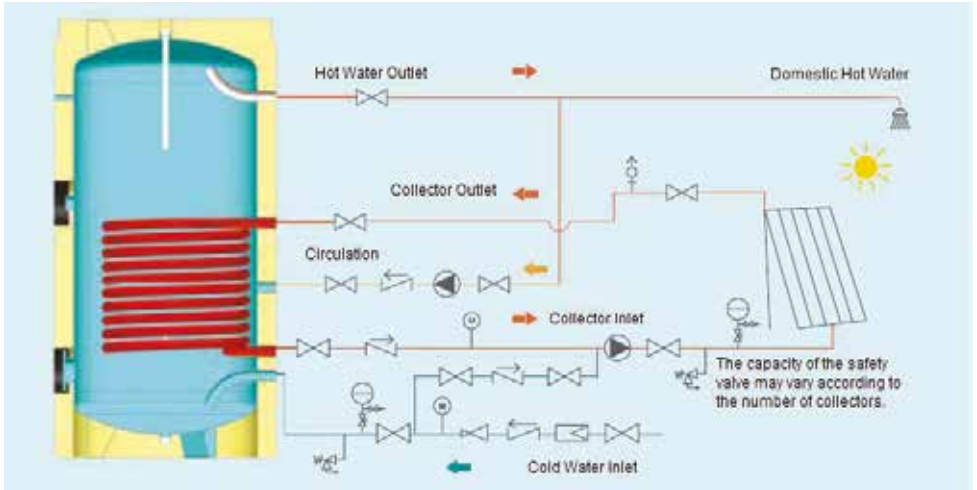 Hot Water Outlet
Domestic Hot Water
Collector Outlet
Circulation
Collector Inlet
The capacity of the safety
valve may vary according to
the number of collectors.
Cold Water Inlet